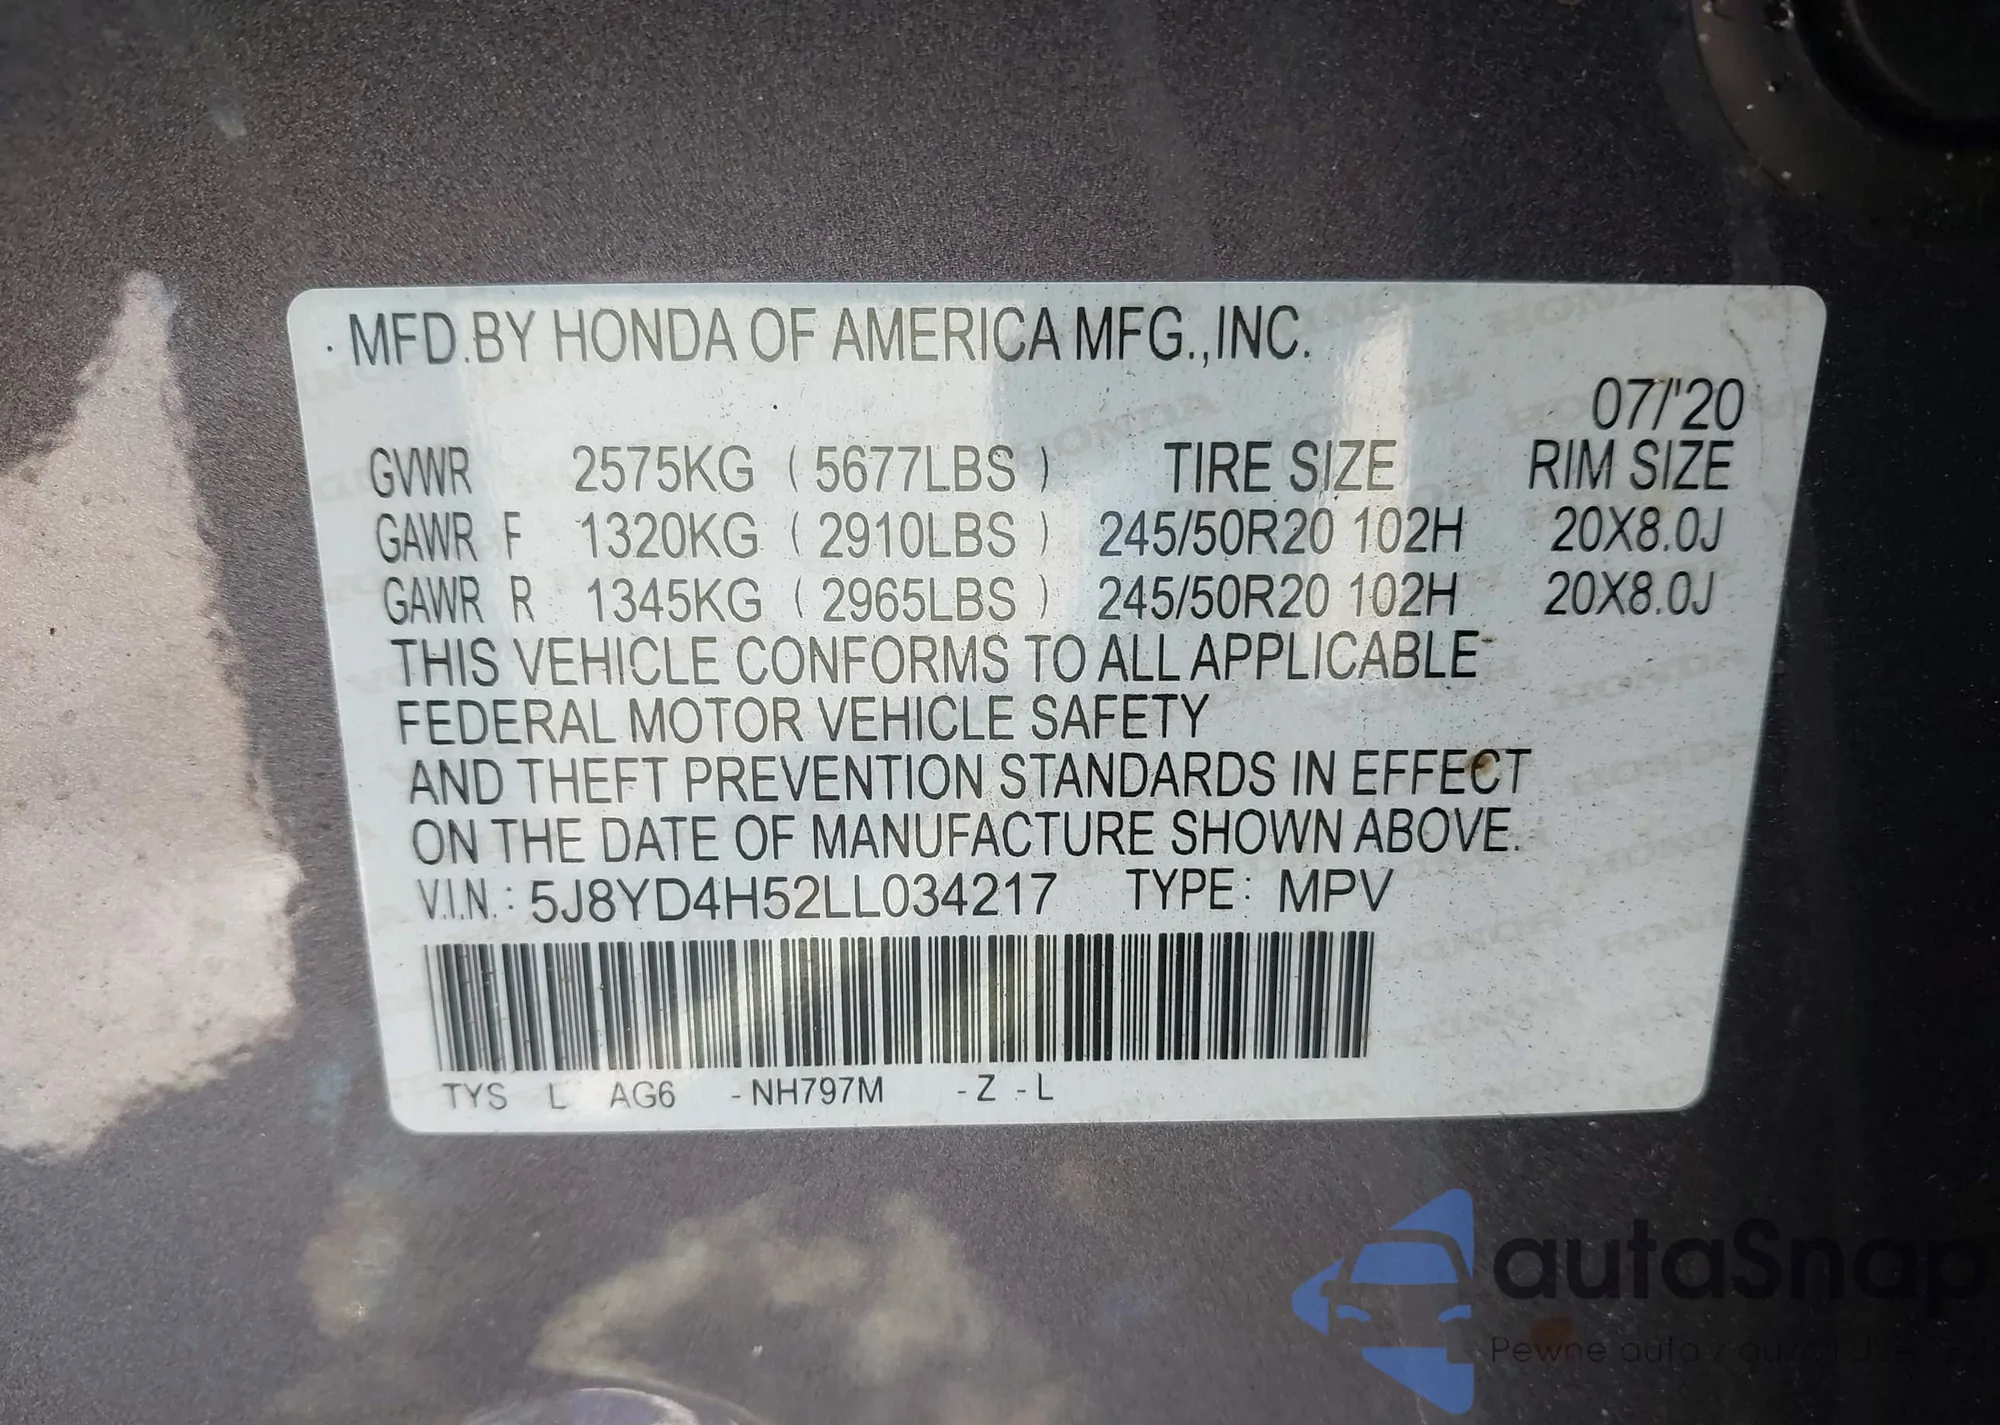 MFD.BY HONDA OF AMERICA MFG.,INC.
07/'20
GVWR 2575KG ( 5677LBS ) TIRE SIZE RIM SIZE
GAWR F 1320KG ( 2910LBS ) 245/50R20 102H 20X8.0J
GAWR R 1345KG ( 2965LBS ) 245/50R20 102H 20X8.0J
THIS VEHICLE CONFORMS TO ALL APPLICABLE
FEDERAL MOTOR VEHICLE SAFETY
AND THEFT PREVENTION STANDARDS IN EFFECT
ON THE DATE OF MANUFACTURE SHOWN ABOVE.
V.I.N. : 5J8YD4H52LL034217 TYPE: MPV
TYS L AG6 -NH797M -Z -L
autaSnap
Pewne auta z